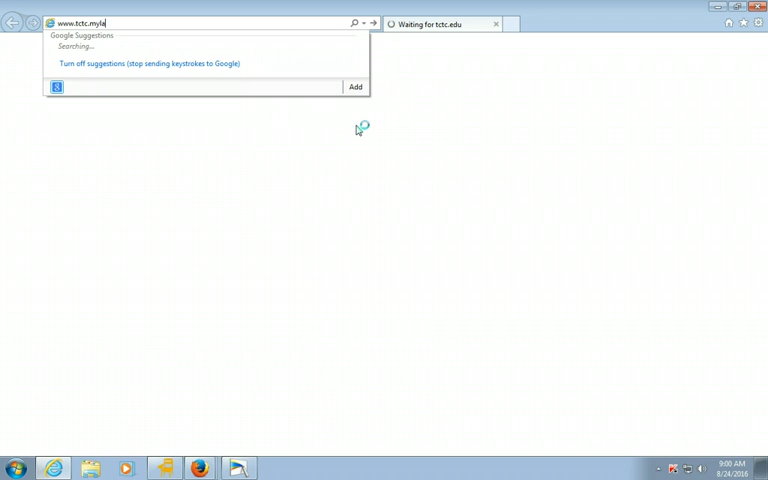 www.tctc.myla
Waiting for tctc.edu
Google Suggestions
Searching...
Turn off suggestions (stop sending keystrokes to Google)
8
Add
9:00 AM
8/24/2016